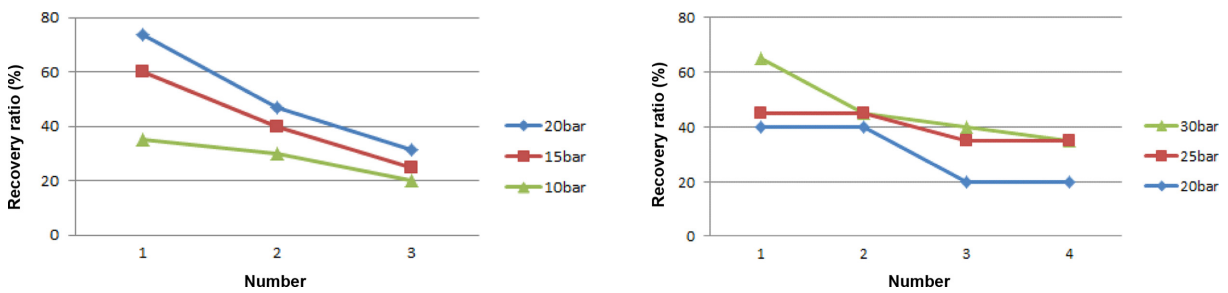 Recovery ratio (%)
80
60
40
20
0
1 2 3
Number
20bar
15bar
10bar
Recovery ratio (%)
80
60
40
20
0
1 2 3 4
Number
30bar
25bar
20bar